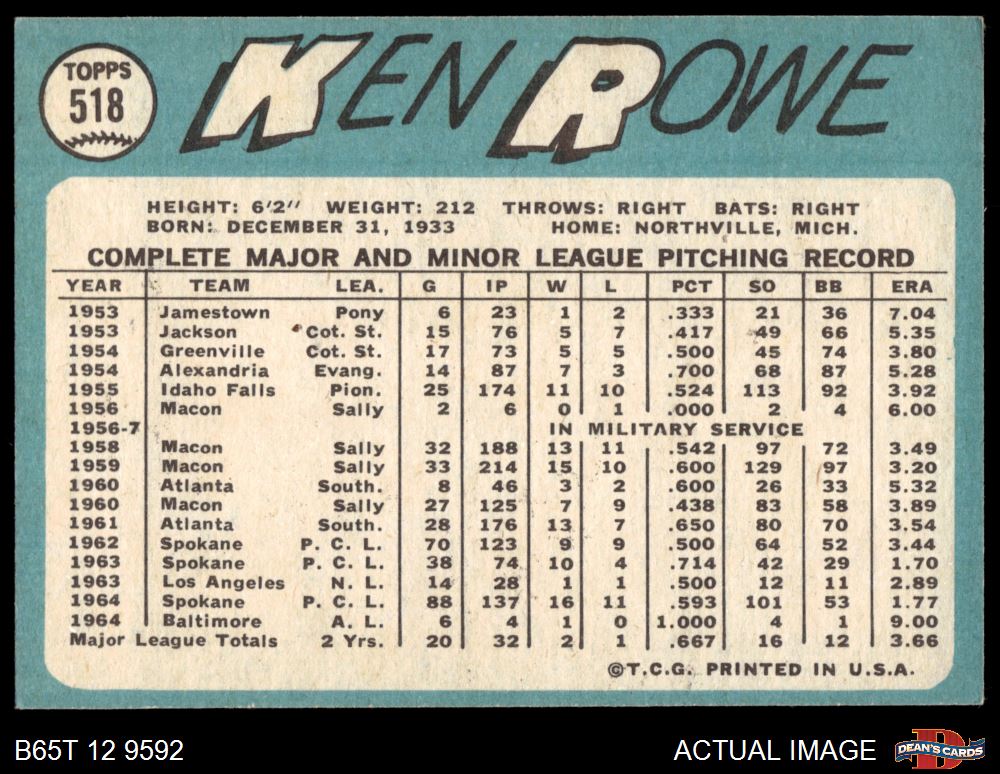 TOPPS
518
KEN ROWE
HEIGHT: 6'2" WEIGHT: 212 THROWS: RIGHT BATS: RIGHT
BORN: DECEMBER 31, 1933 HOME: NORTHVILLE, MICH.
COMPLETE MAJOR AND MINOR LEAGUE PITCHING RECORD
YEAR TEAM LEA. G IP W L PCT SO BB ERA
1953 Jamestown Pony 6 23 1 2 .333 21 36 7.04
1953 Jackson Cot. St. 15 76 5 7 .417 49 66 5.35
1954 Greenville Cot. St. 17 73 5 5 .500 45 74 3.80
1954 Alexandria Evang. 14 87 7 3 .700 68 87 5.28
1955 Idaho Falls Pion. 25 174 11 10 .524 113 92 3.92
1956 Macon Sally 2 6 0 1 .000 2 4 6.00
1956-7 IN MILITARY SERVICE
1958 Macon Sally 32 188 13 11 .542 97 72 3.49
1959 Macon Sally 33 214 15 10 .600 129 97 3.20
1960 Atlanta South. 8 46 3 2 .600 26 33 5.32
1960 Macon Sally 27 125 7 9 .438 83 58 3.89
1961 Atlanta South. 28 176 13 7 .650 80 70 3.54
1962 Spokane P. C. L. 70 123 9 9 .500 64 52 3.44
1963 Spokane P. C. L. 38 74 10 4 .714 42 29 1.70
1963 Los Angeles N. L. 14 28 1 1 .500 12 11 2.89
1964 Spokane P. C. L. 88 137 16 11 .593 101 53 1.77
1964 Baltimore A. L. 6 4 1 0 1.000 4 1 9.00
Major League Totals 2 Yrs. 20 32 2 1 .667 16 12 3.66
©T.C.G. PRINTED IN U.S.A.
B65T 12 9592 ACTUAL IMAGE D DEAN'S CARDS